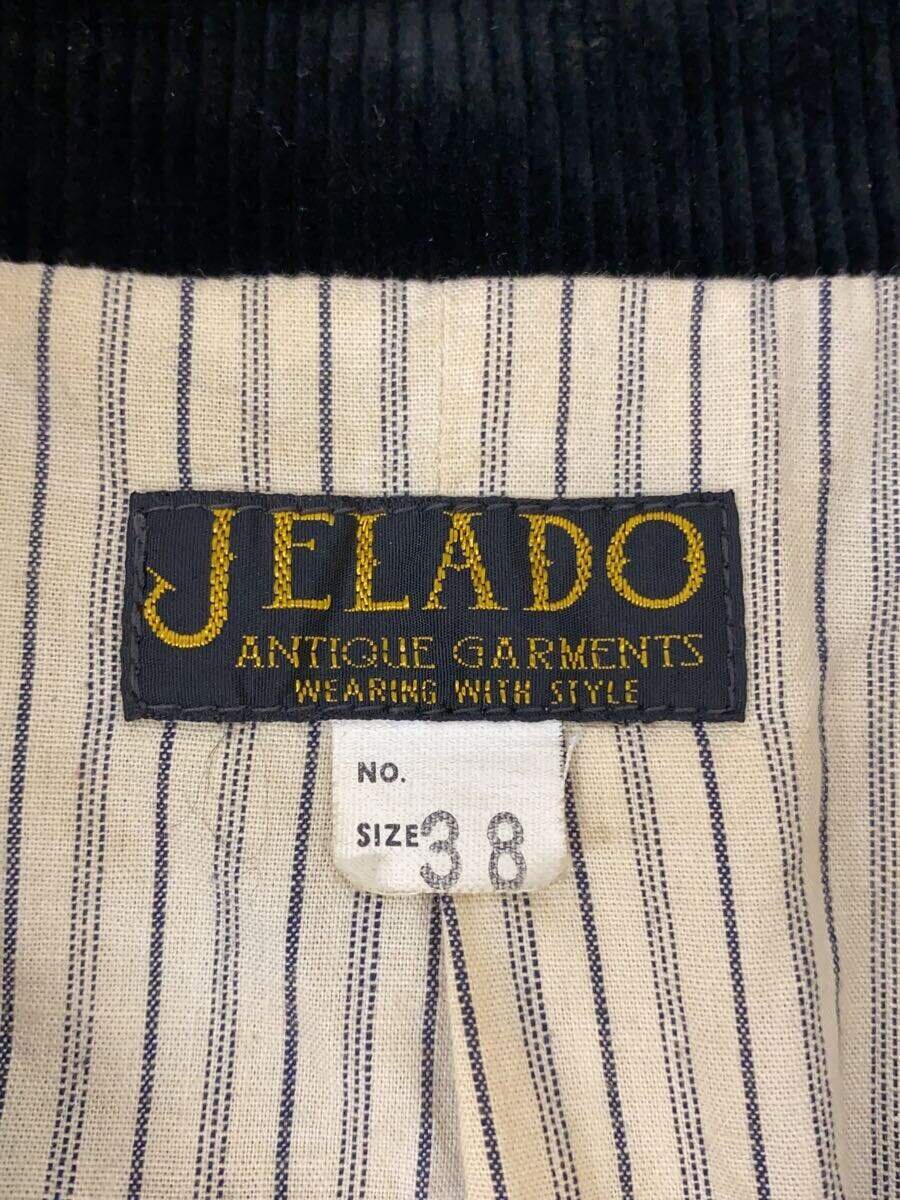 JELADO
ANTIQUE GARMENTS
WEARING WITH STYLE
NO.
SIZE 38